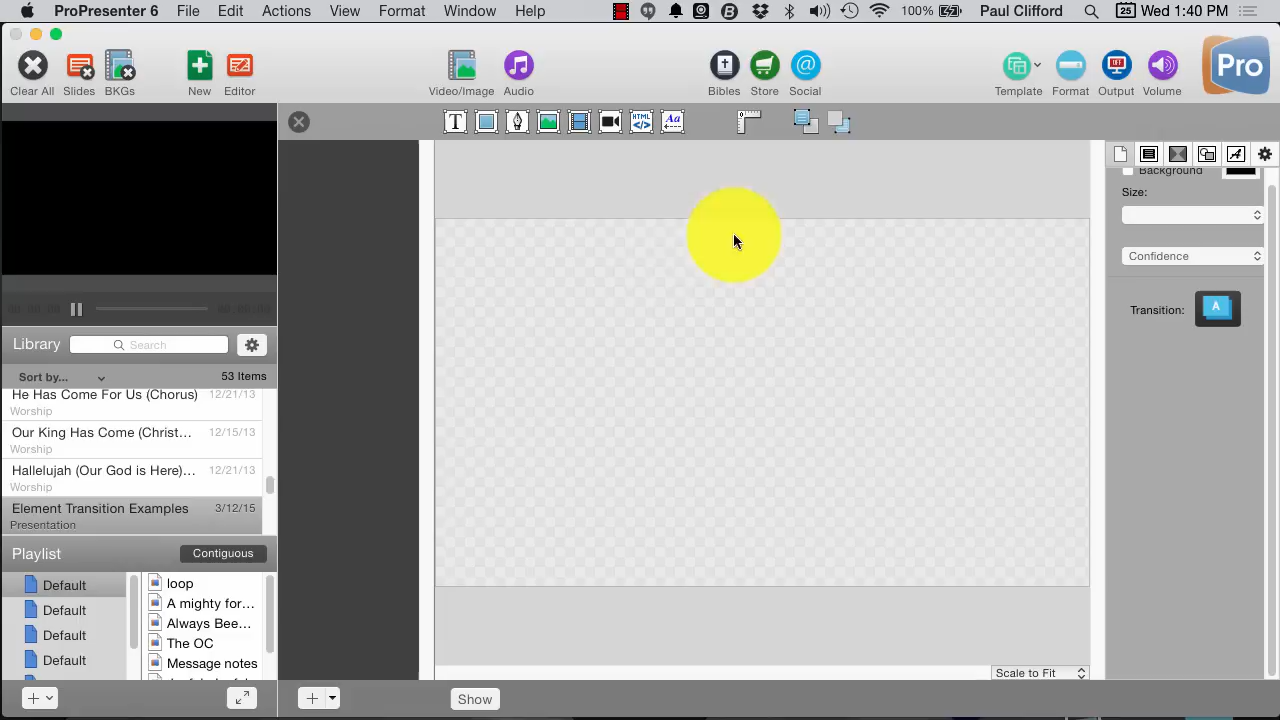 ProPresenter 6 File Edit Actions View Format Window Help 100% Paul Clifford 25 Wed 1:40 PM
Clear All Slides BKGs New Editor Video/Image Audio Bibles Store Social Template Format Output Volume Pro
T HTML </> Aa
Background
Size:
Confidence
Transition: A
Library Search
Sort by... 53 Items
He Has Come For Us (Chorus) 12/21/13
Worship
Our King Has Come (Christ... 12/15/13
Worship
Hallelujah (Our God is Here)... 12/21/13
Worship
Element Transition Examples 3/12/15
Presentation
Playlist Contiguous
Default loop
Default A mighty for...
Default Always Bee...
Default The OC
Message notes
Scale to Fit
Show